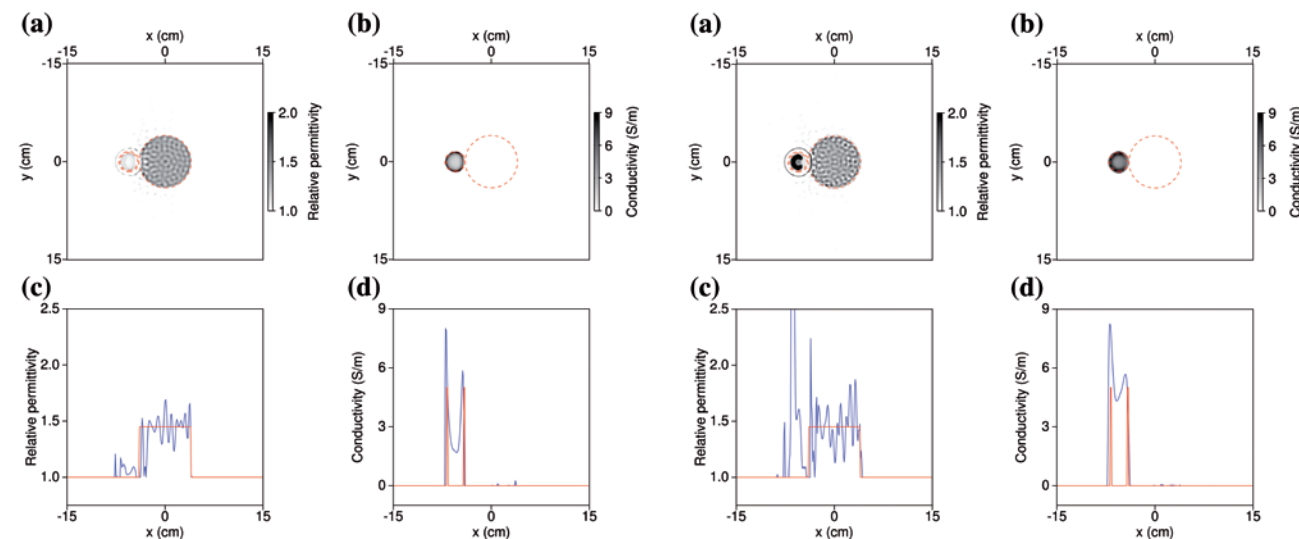 (a)
x (cm)
-15 0 15
-15
0
15
y (cm)
2.0
1.5
1.0
Relative permittivity
(b)
x (cm)
-15 0 15
-15
0
15
y (cm)
9
6
3
0
Conductivity (S/m)
(a)
x (cm)
-15 0 15
-15
0
15
y (cm)
2.0
1.5
1.0
Relative permittivity
(b)
x (cm)
-15 0 15
-15
0
15
y (cm)
9
6
3
0
Conductivity (S/m)
(c)
2.5
2.0
1.5
1.0
Relative permittivity
-15 0 15
x (cm)
(d)
9
6
3
0
Conductivity (S/m)
-15 0 15
x (cm)
(c)
2.5
2.0
1.5
1.0
Relative permittivity
-15 0 15
x (cm)
(d)
9
6
3
0
Conductivity (S/m)
-15 0 15
x (cm)